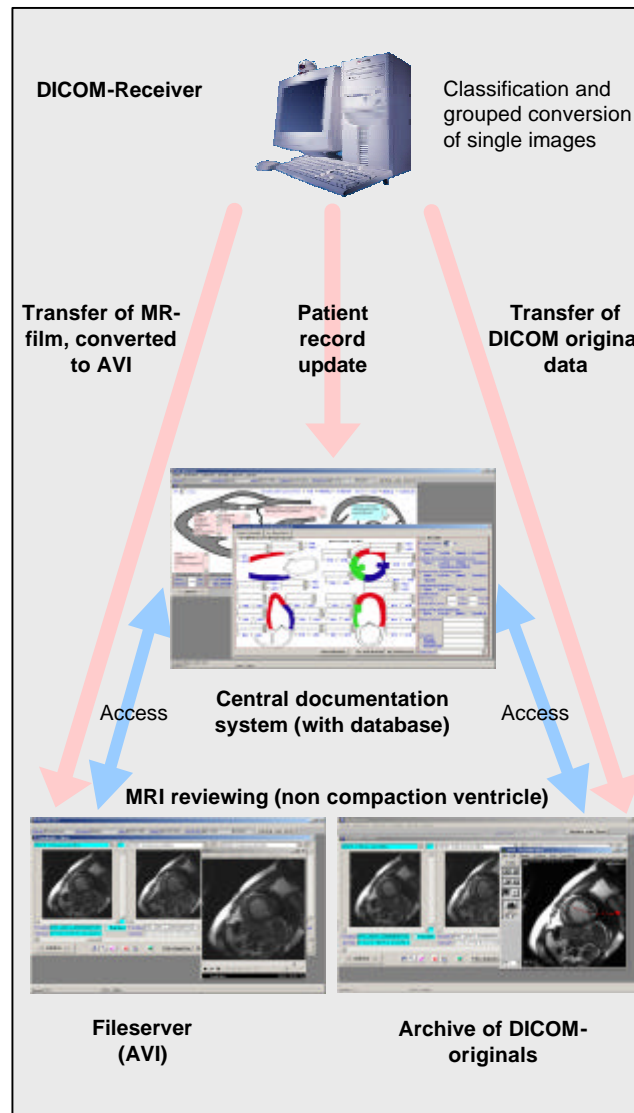 DICOM-Receiver
Classification and
grouped conversion
of single images
Transfer of MR-
film, converted
to AVI
Patient
record
update
Transfer of
DICOM origina
data
Access
Central documentation
system (with database)
Access
MRI reviewing (non compaction ventricle)
Fileserver
(AVI)
Archive of DICOM-
originals